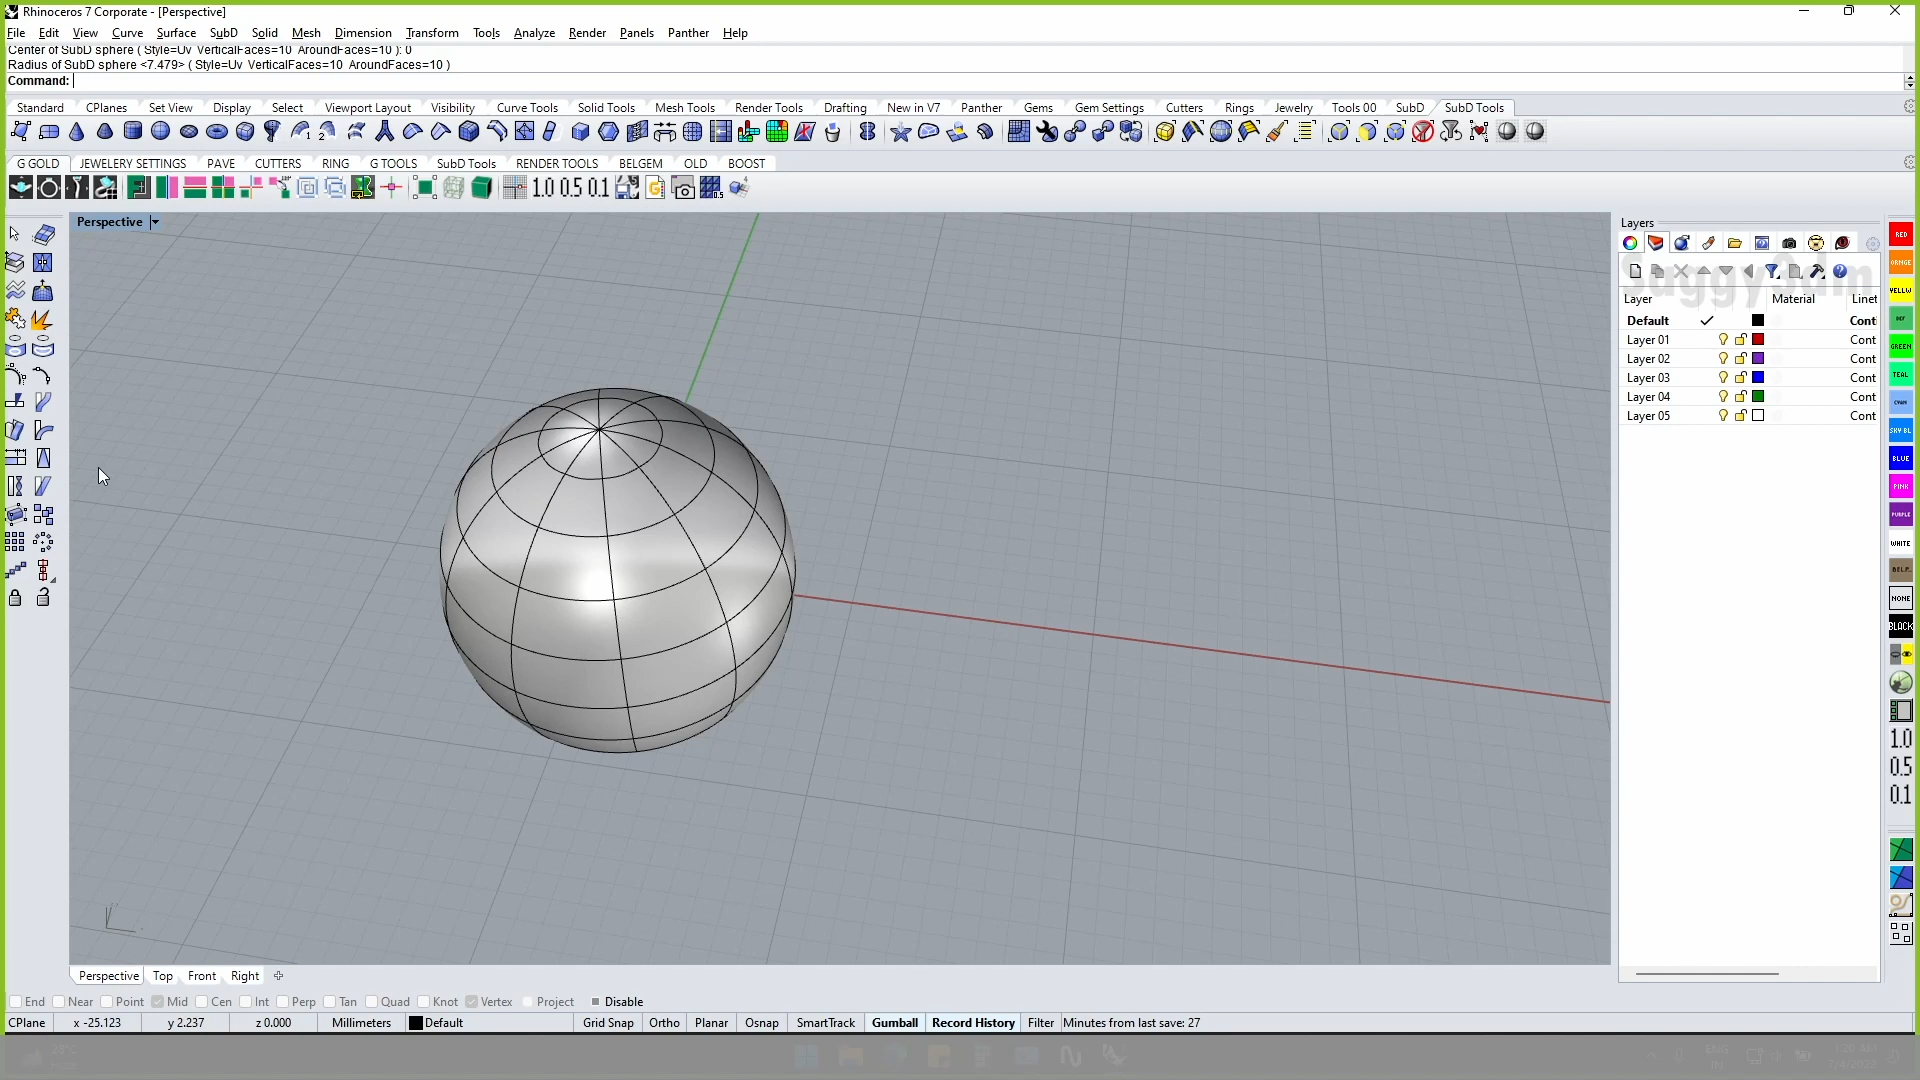 Rhinoceros 7 Corporate - [Perspective]
File Edit View Curve Surface SubD Solid Mesh Dimension Transform Tools Analyze Render Panels Panther Help
Center of SubD sphere ( Style=Uv VerticalFaces=10 AroundFaces=10 ): 0
Radius of SubD sphere <7.479> ( Style=Uv VerticalFaces=10 AroundFaces=10 )
Command:
Standard CPlanes Set View Display Select Viewport Layout Visibility Curve Tools Solid Tools Mesh Tools Render Tools Drafting New in V7 Panther Gems Gem Settings Cutters Rings Jewelry Tools 00 SubD SubD Tools
G GOLD JEWELERY SETTINGS PAVE CUTTERS RING G TOOLS SubD Tools RENDER TOOLS BELGEM OLD BOOST
1.0 0.5 0.1
Perspective
Layers
Saggy3dm
Layer Material Linet
Default Conti
Layer 01 Cont
Layer 02 Cont
Layer 03 Cont
Layer 04 Cont
Layer 05 Cont
RED
ORNGE
YELLW
GREEN
TEAL
CYAN
SKY BL
BLUE
PINK
PURPLE
WHITE
NONE
BLACK
1.0
0.5
0.1
Perspective Top Front Right
End Near Point Mid Cen Int Perp Tan Quad Knot Vertex Project Disable
CPlane x -25.123 y 2.237 z 0.000 Millimeters Default Grid Snap Ortho Planar Osnap SmartTrack Gumball Record History Filter Minutes from last save: 27